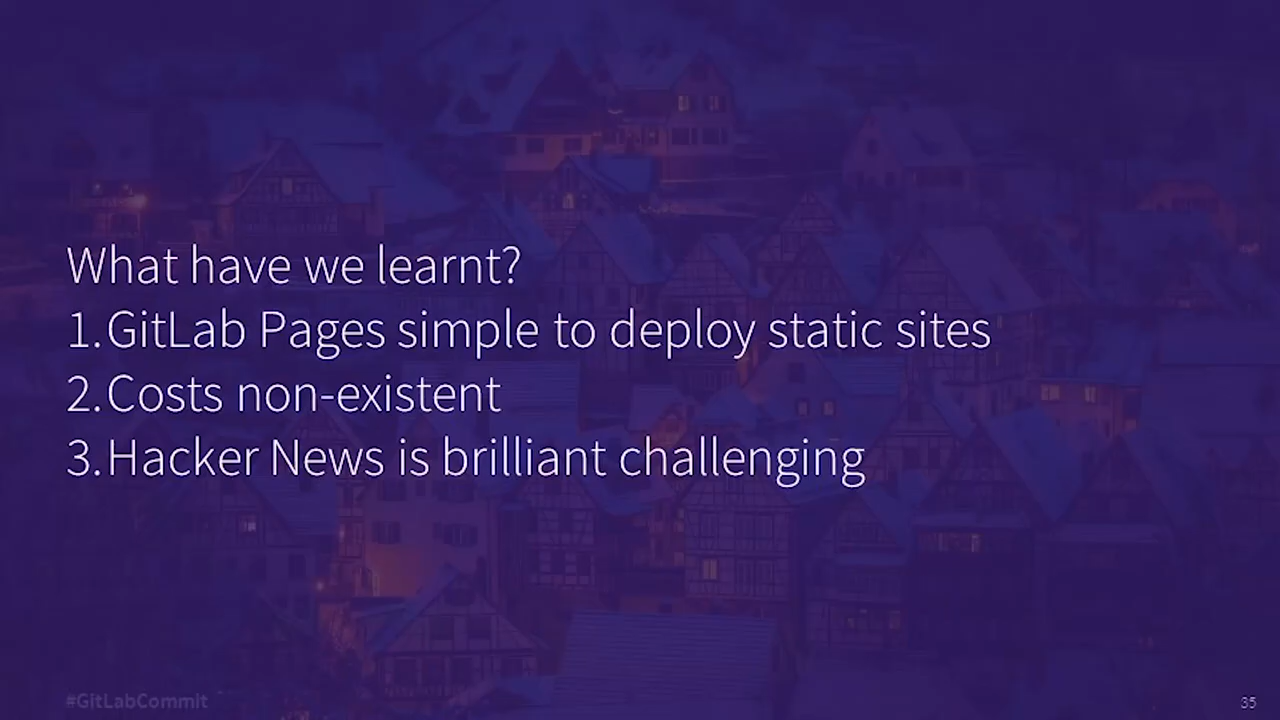 What have we learnt?
1.GitLab Pages simple to deploy static sites
2.Costs non-existent
3.Hacker News is brilliant challenging
#GitLabCommit
35